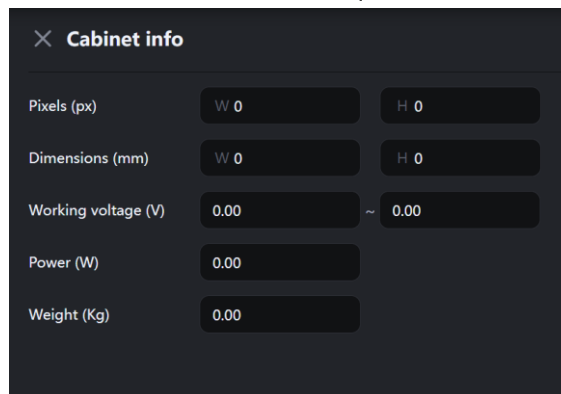 Cabinet info
Pixels (px) W 0 H 0
Dimensions (mm) W 0 H 0
Working voltage (V) 0.00 ~ 0.00
Power (W) 0.00
Weight (Kg) 0.00